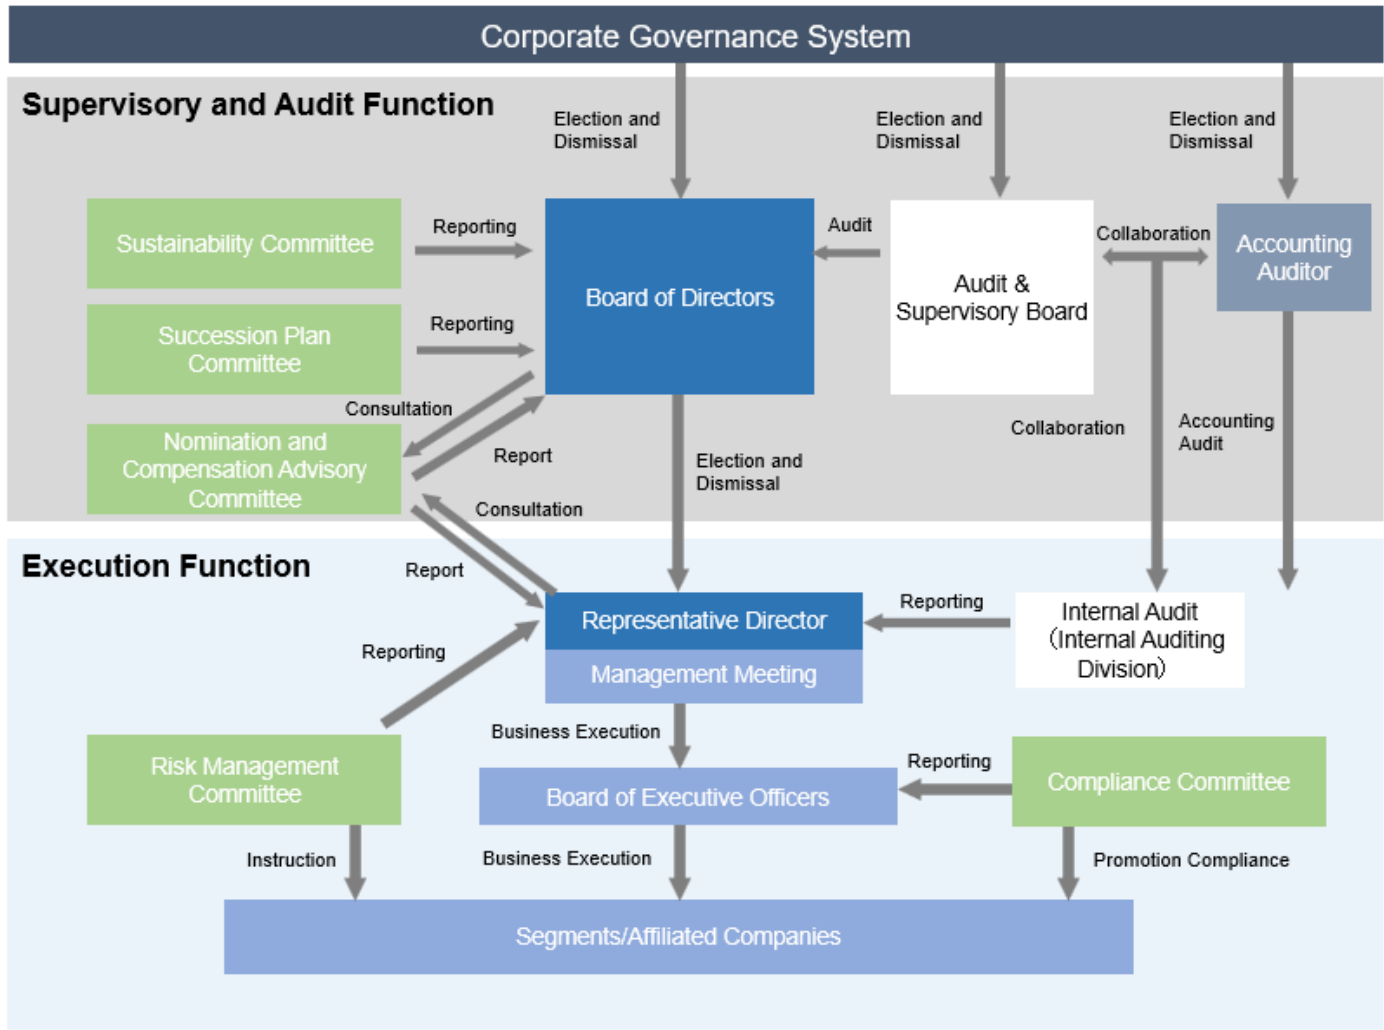 Corporate Governance System
Supervisory and Audit Function
Election and
Dismissal
Election and
Dismissal
Election and
Dismissal
Sustainability Committee
Reporting
Board of Directors
Audit
Audit &
Supervisory Board
Collaboration
Accounting
Auditor
Succession Plan
Committee
Reporting
Consultation
Nomination and
Compensation Advisory
Committee
Report
Election and
Dismissal
Collaboration
Accounting
Audit
Consultation
Execution Function
Report
Representative Director
Management Meeting
Reporting
Internal Audit
（Internal Auditing
Division）
Reporting
Business Execution
Risk Management
Committee
Board of Executive Officers
Reporting
Compliance Committee
Instruction
Business Execution
Promotion Compliance
Segments/Affiliated Companies